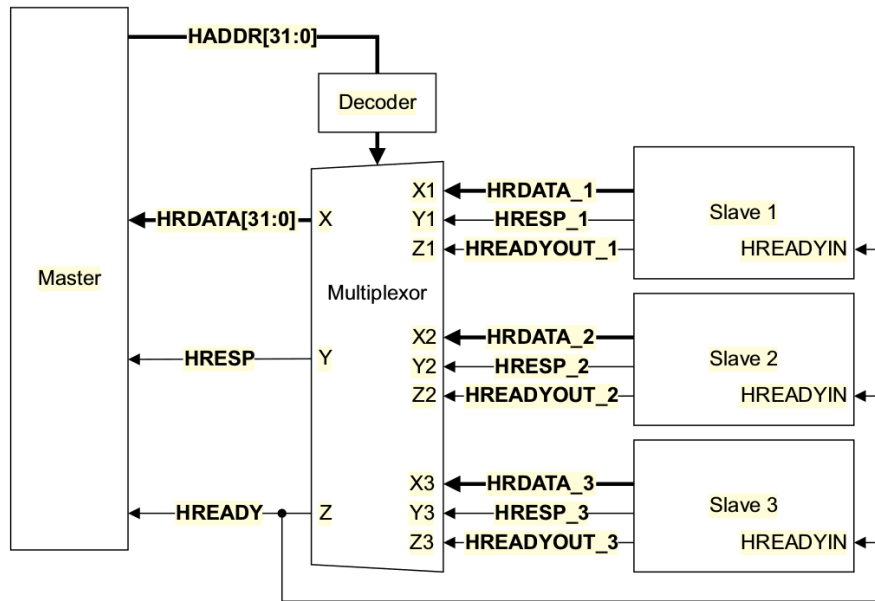 HADDR[31:0]
Decoder
Master
HRDATA[31:0]
HRESP
HREADY
X
Y
Z
Multiplexor
X1
Y1
Z1
X2
Y2
Z2
X3
Y3
Z3
HRDATA_1
HRESP_1
HREADYOUT_1
HRDATA_2
HRESP_2
HREADYOUT_2
HRDATA_3
HRESP_3
HREADYOUT_3
Slave 1
HREADYIN
Slave 2
HREADYIN
Slave 3
HREADYIN